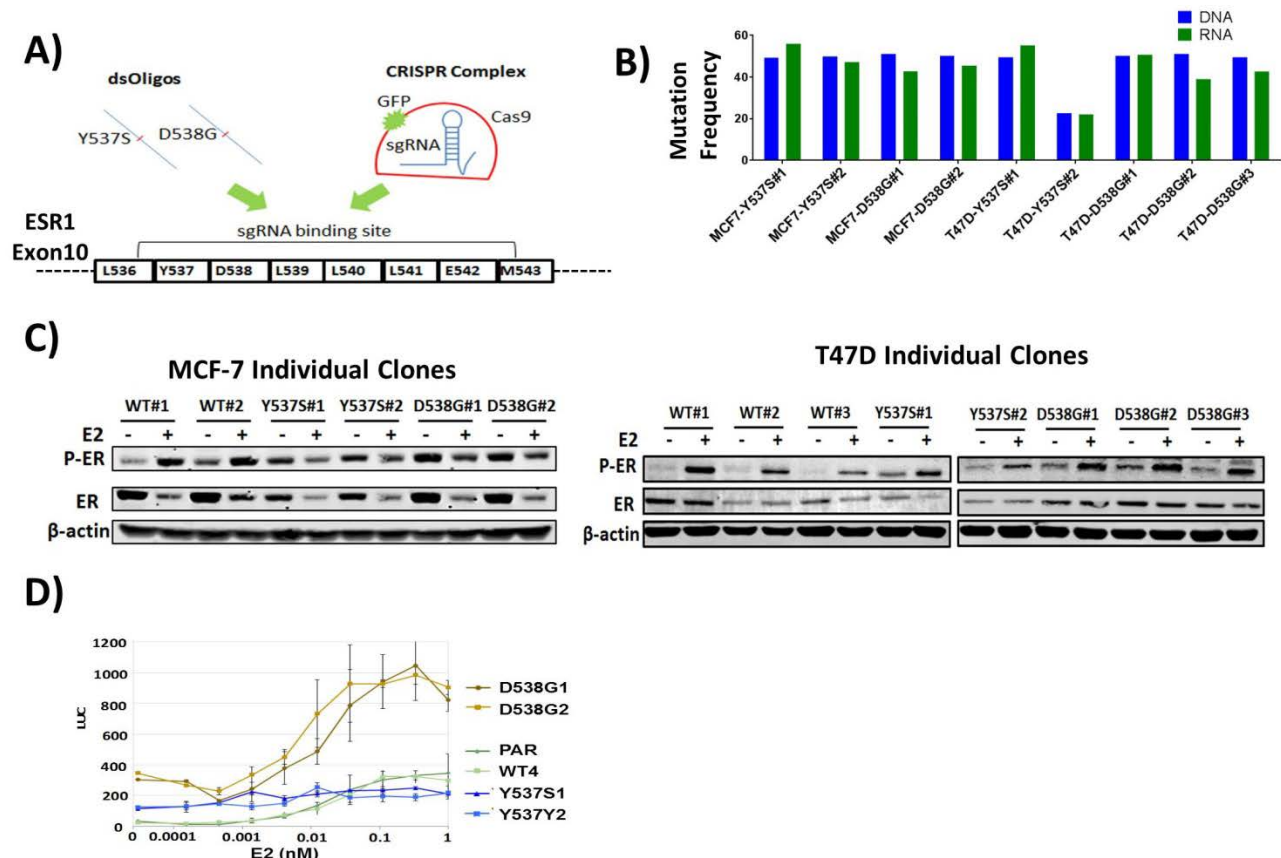 A)
dsOligos
Y537S
D538G
CRISPR Complex
GFP
Cas9
sgRNA
ESR1
Exon10
sgRNA binding site
L536 Y537 D538 L539 L540 L541 E542 M543
B)
DNA
RNA
Mutation
Frequency
60
40
20
0
MCF7-Y537S#1
MCF7-Y537S#2
MCF7-D538G#1
MCF7-D538G#2
T47D-Y537S#1
T47D-Y537S#2
T47D-D538G#1
T47D-D538G#2
T47D-D538G#3
C)
MCF-7 Individual Clones
WT#1 WT#2 Y537S#1 Y537S#2 D538G#1 D538G#2
E2 - + - + - + - + - + - +
P-ER
ER
β-actin
T47D Individual Clones
WT#1 WT#2 WT#3 Y537S#1 Y537S#2 D538G#1 D538G#2 D538G#3
E2 - + - + - + - + - + - + - + - +
P-ER
ER
β-actin
D)
LUC
1200
1000
800
600
400
200
0
0 0.0001 0.001 0.01 0.1 1
E2 (nM)
D538G1
D538G2
PAR
WT4
Y537S1
Y537Y2